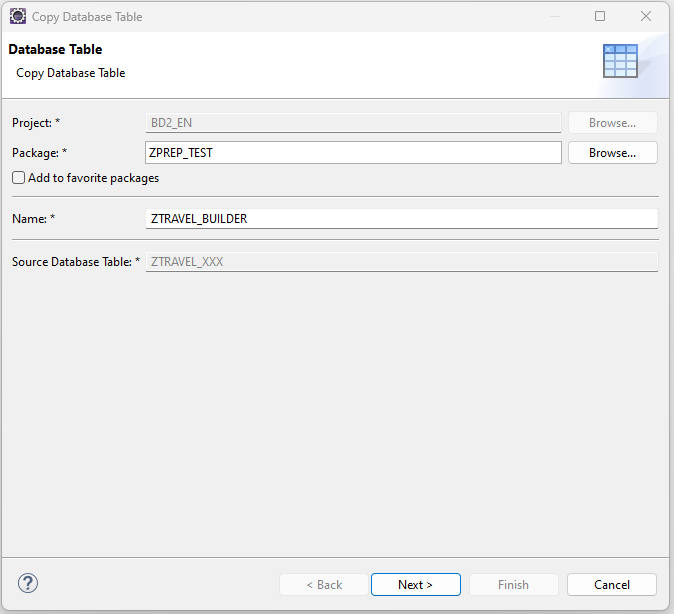 Copy Database Table
Database Table
Copy Database Table
Project: * BD2_EN Browse...
Package: * ZPREP_TEST Browse...
Add to favorite packages
Name: * ZTRAVEL_BUILDER
Source Database Table: * ZTRAVEL_XXX
? < Back Next > Finish Cancel